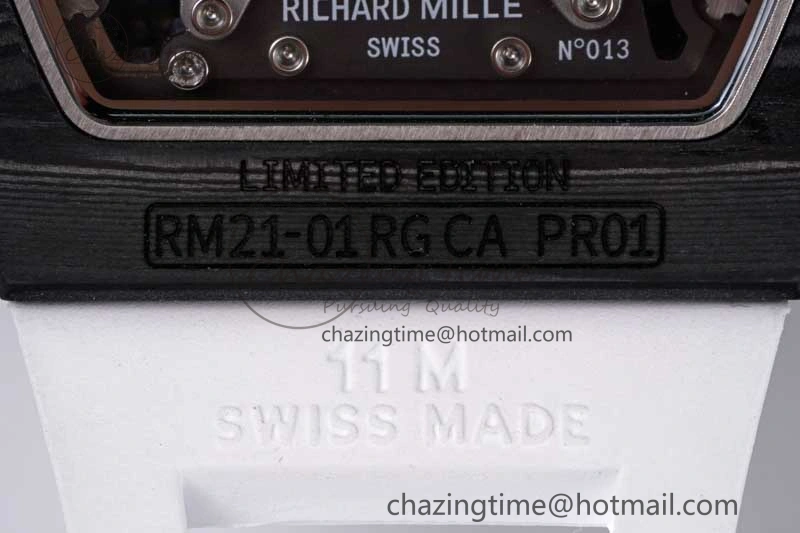 RICHARD MILLE
SWISS
N°013
LIMITED EDITION
RM21-01 RG CA PR01
Pursuing Quality
chazingtime@hotmail.com
11 M
SWISS MADE
chazingtime@hotmail.com